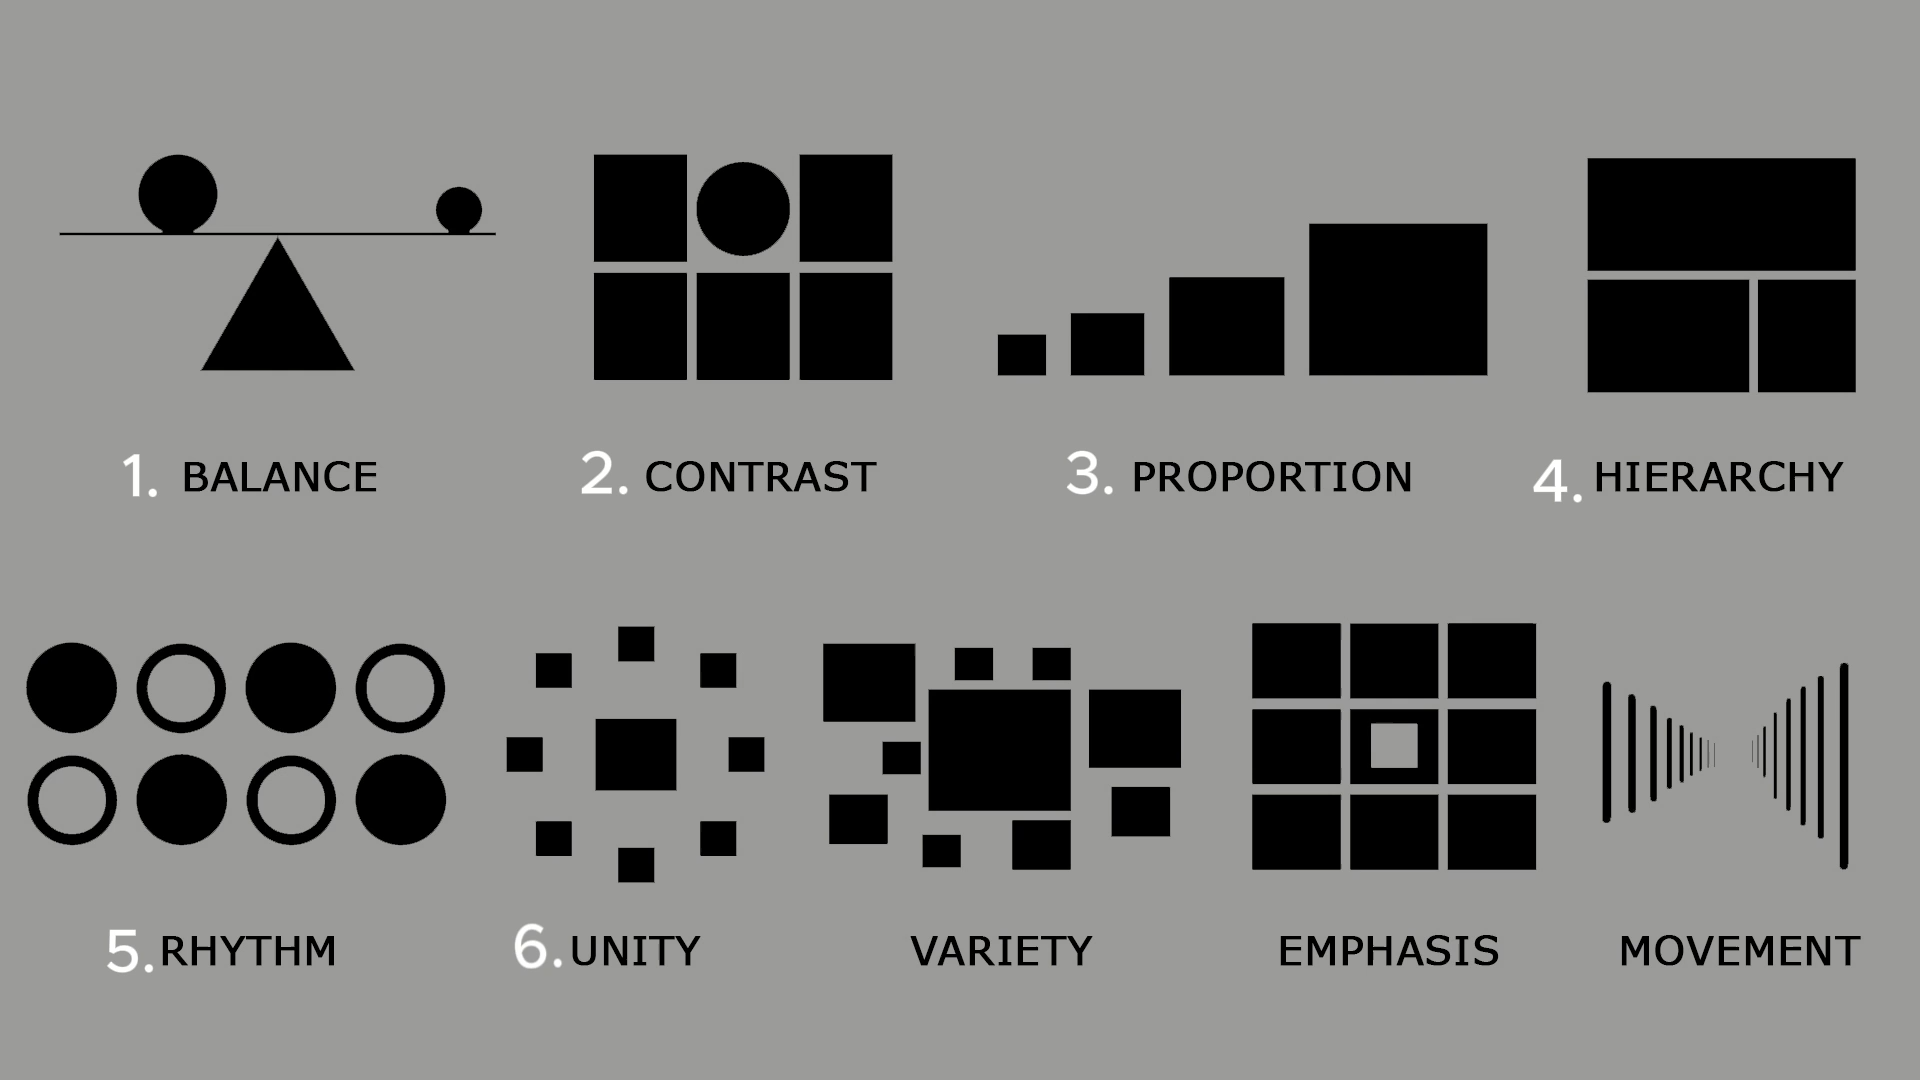 1. BALANCE
2. CONTRAST
3. PROPORTION
4. HIERARCHY
5. RHYTHM
6. UNITY
VARIETY
EMPHASIS
MOVEMENT